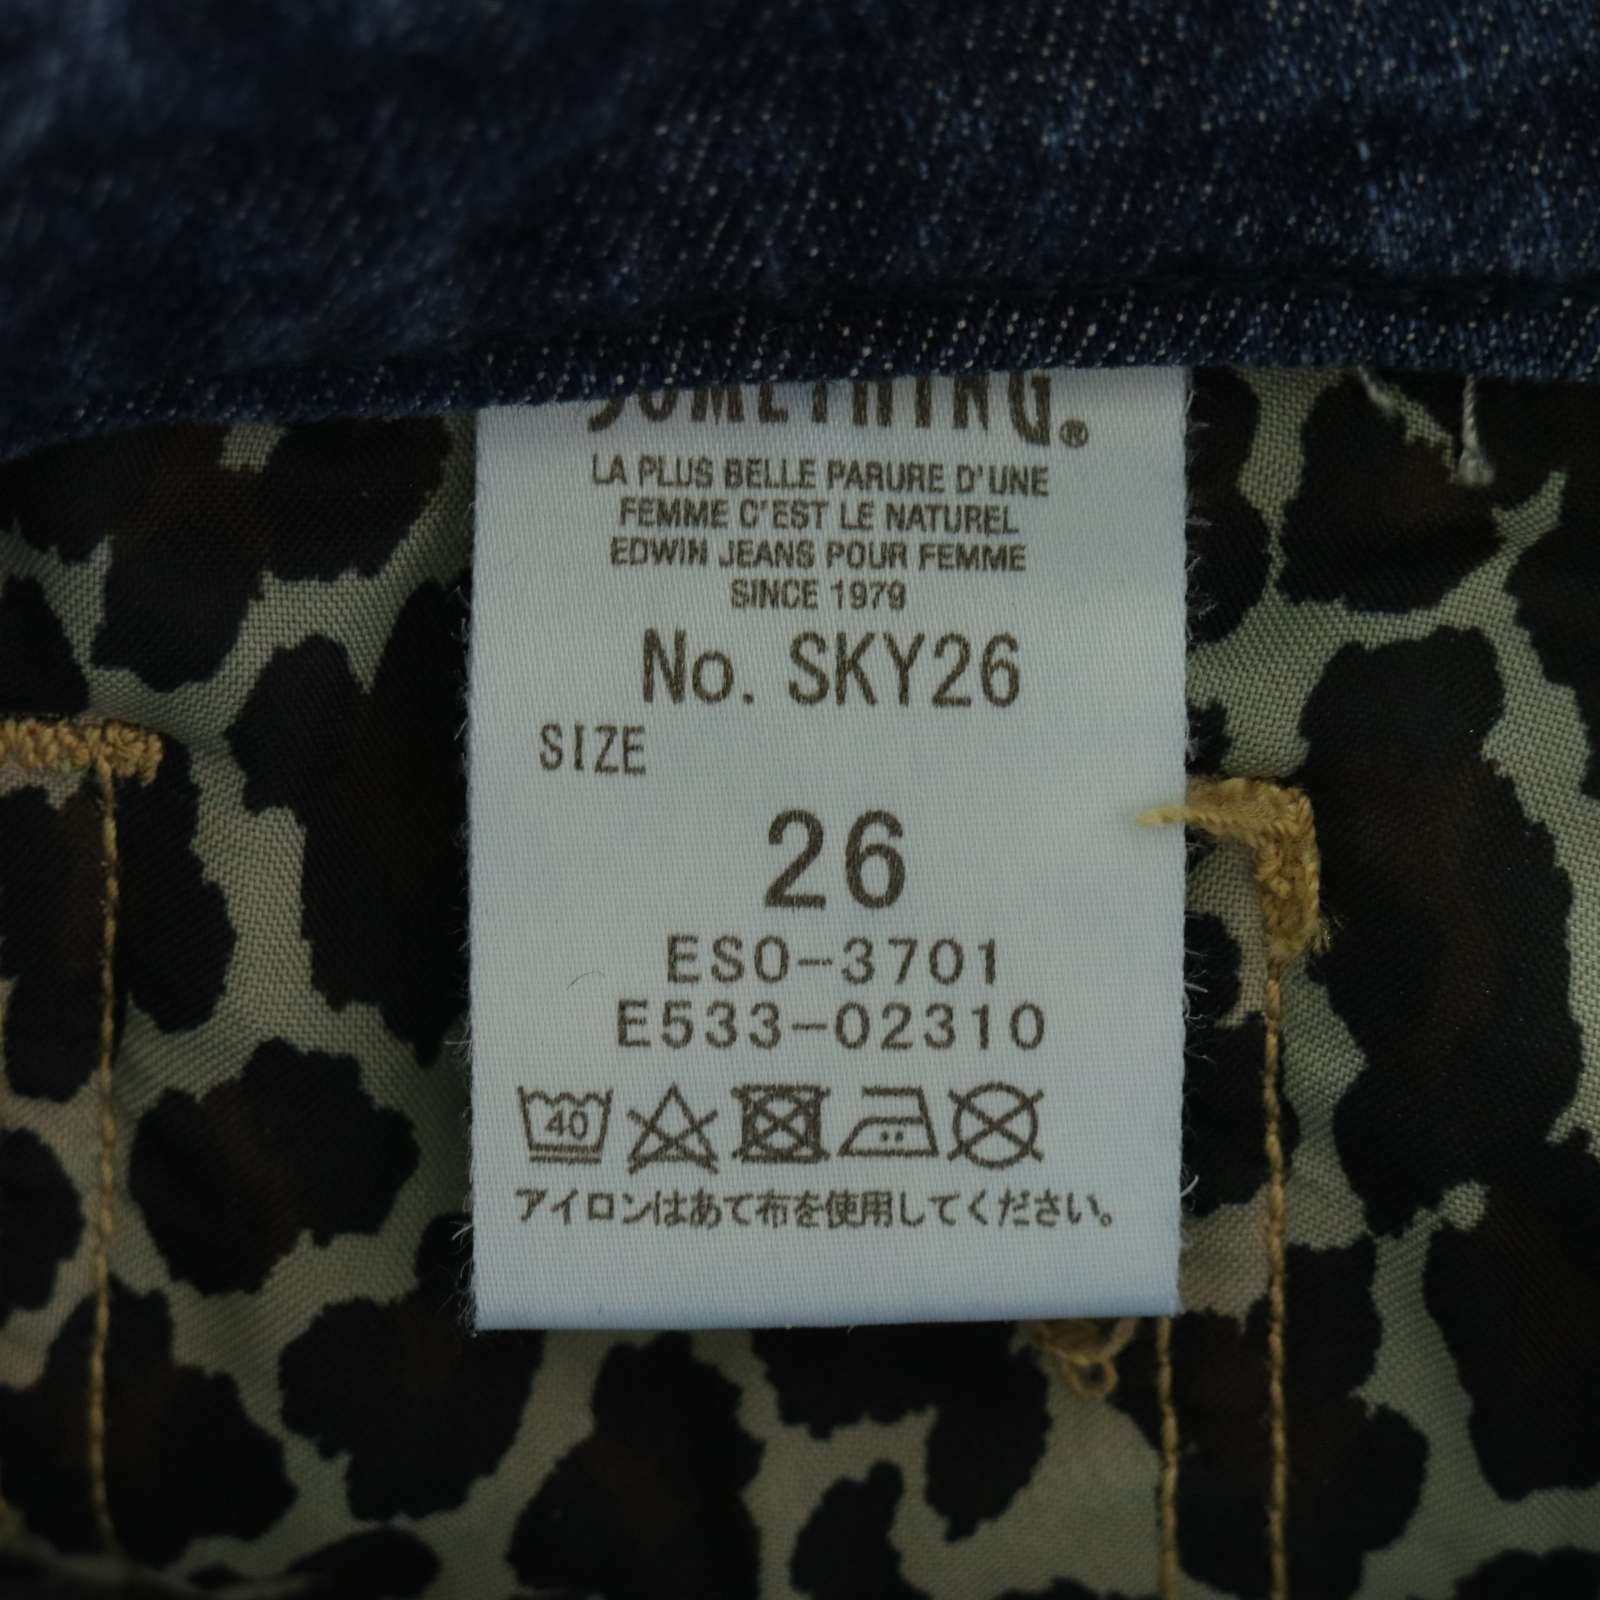 SOMETHING®
LA PLUS BELLE PARURE D'UNE
FEMME C'EST LE NATUREL
EDWIN JEANS POUR FEMME
SINCE 1979
No. SKY26
SIZE
26
ESO-3701
E533-02310
40
アイロンはあて布を使用してください。